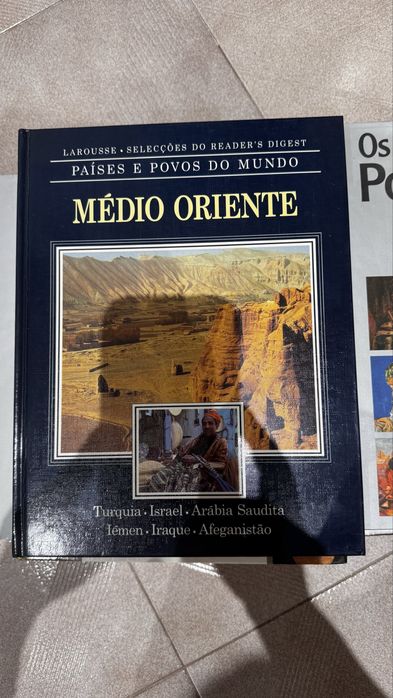 LAROUSSE • SELECÇÕES DO READER'S DIGEST
PAÍSES E POVOS DO MUNDO
MÉDIO ORIENTE
Turquia • Israel • Arábia Saudita
Iémen • Iraque • Afeganistão
Os